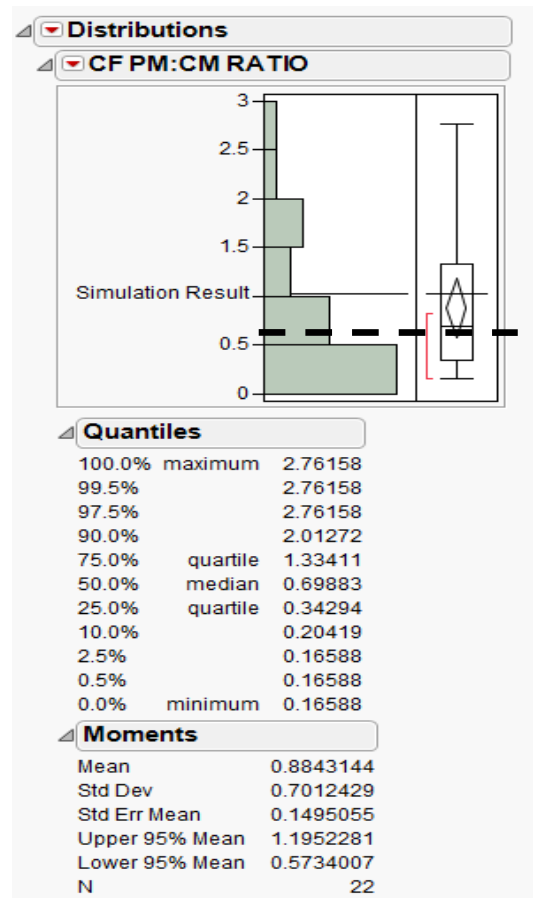 Distributions
CF PM:CM RATIO
3
2.5
2
1.5
Simulation Result
0.5
0
Quantiles
100.0% maximum 2.76158
99.5% 2.76158
97.5% 2.76158
90.0% 2.01272
75.0% quartile 1.33411
50.0% median 0.69883
25.0% quartile 0.34294
10.0% 0.20419
2.5% 0.16588
0.5% 0.16588
0.0% minimum 0.16588
Moments
Mean 0.8843144
Std Dev 0.7012429
Std Err Mean 0.1495055
Upper 95% Mean 1.1952281
Lower 95% Mean 0.5734007
N 22